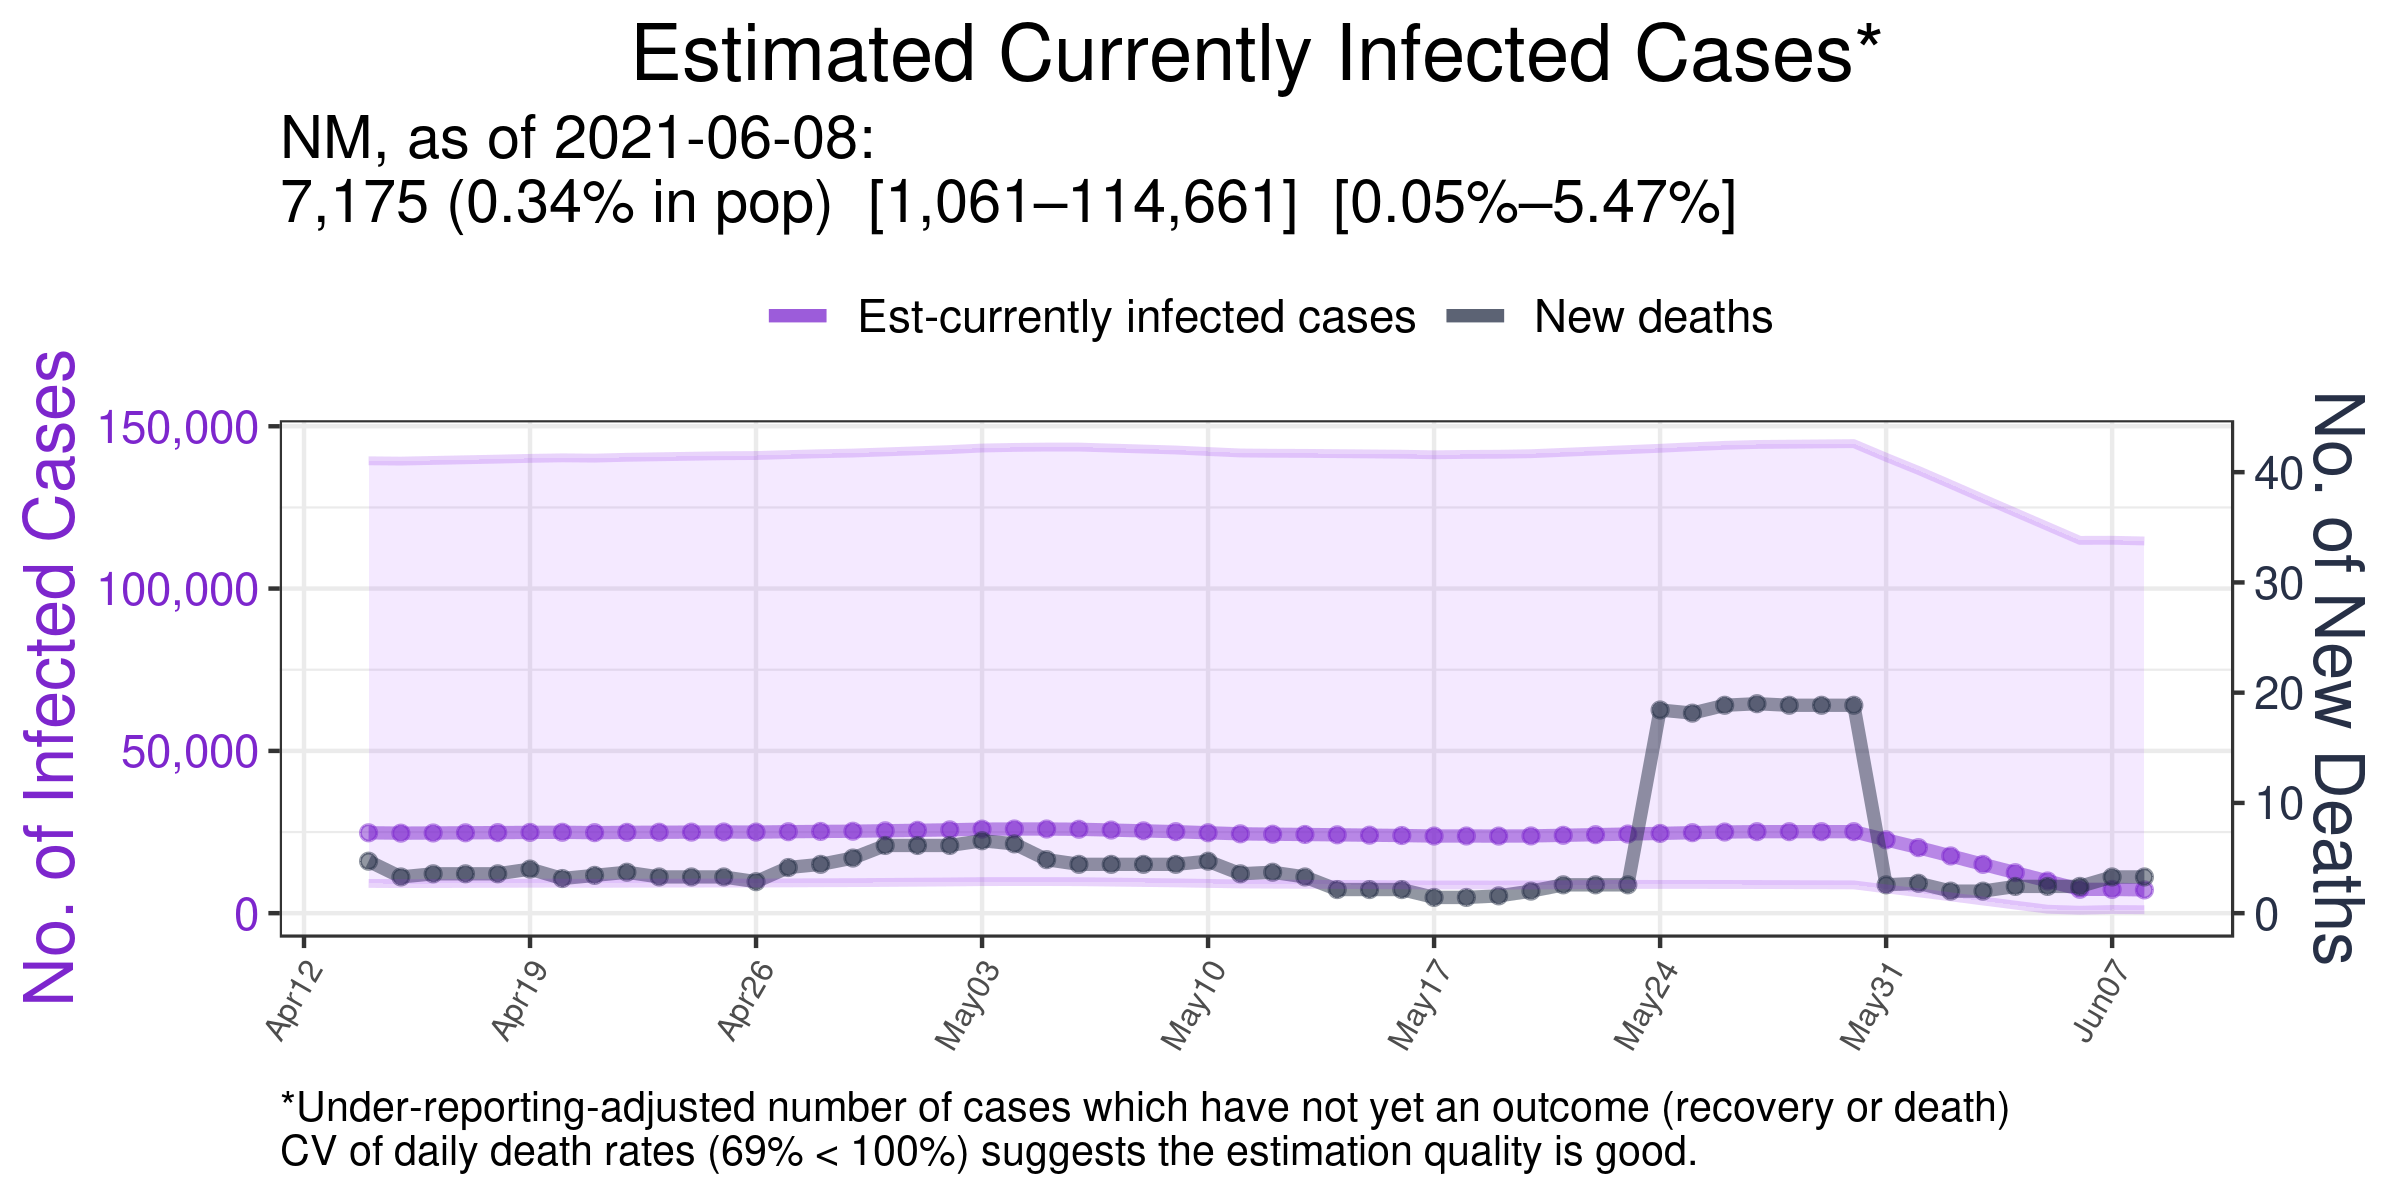 Estimated Currently Infected Cases*
NM, as of 2021-06-08:
7,175 (0.34% in pop)  [1,061–114,661]  [0.05%–5.47%]
Est-currently infected cases
New deaths
No. of Infected Cases
150,000
100,000
50,000
0
No. of New Deaths
40
30
20
10
0
Apr12
Apr19
Apr26
May03
May10
May17
May24
May31
Jun07
*Under-reporting-adjusted number of cases which have not yet an outcome (recovery or death)
CV of daily death rates (69% < 100%) suggests the estimation quality is good.